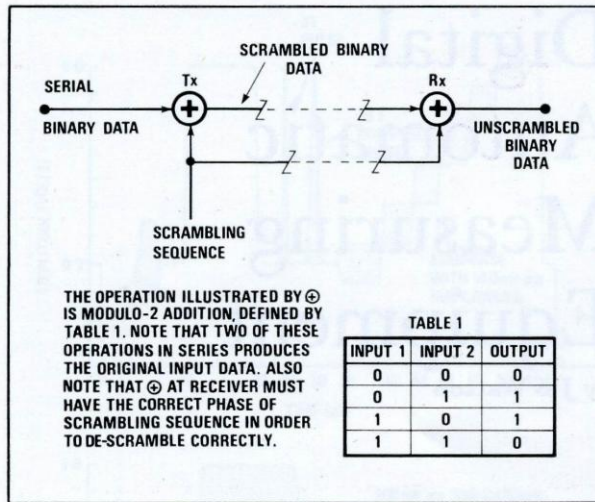 SCRAMBLED BINARY
DATA
Tx
Rx
SERIAL
BINARY DATA
UNSCRAMBLED
BINARY
DATA
SCRAMBLING
SEQUENCE
THE OPERATION ILLUSTRATED BY ⊕
IS MODULO-2 ADDITION, DEFINED BY
TABLE 1. NOTE THAT TWO OF THESE
OPERATIONS IN SERIES PRODUCES
THE ORIGINAL INPUT DATA. ALSO
NOTE THAT ⊕ AT RECEIVER MUST
HAVE THE CORRECT PHASE OF
SCRAMBLING SEQUENCE IN ORDER
TO DE-SCRAMBLE CORRECTLY.
TABLE 1
INPUT 1 INPUT 2 OUTPUT
0 0 0
0 1 1
1 0 1
1 1 0
Digital
Automatic
Measuring